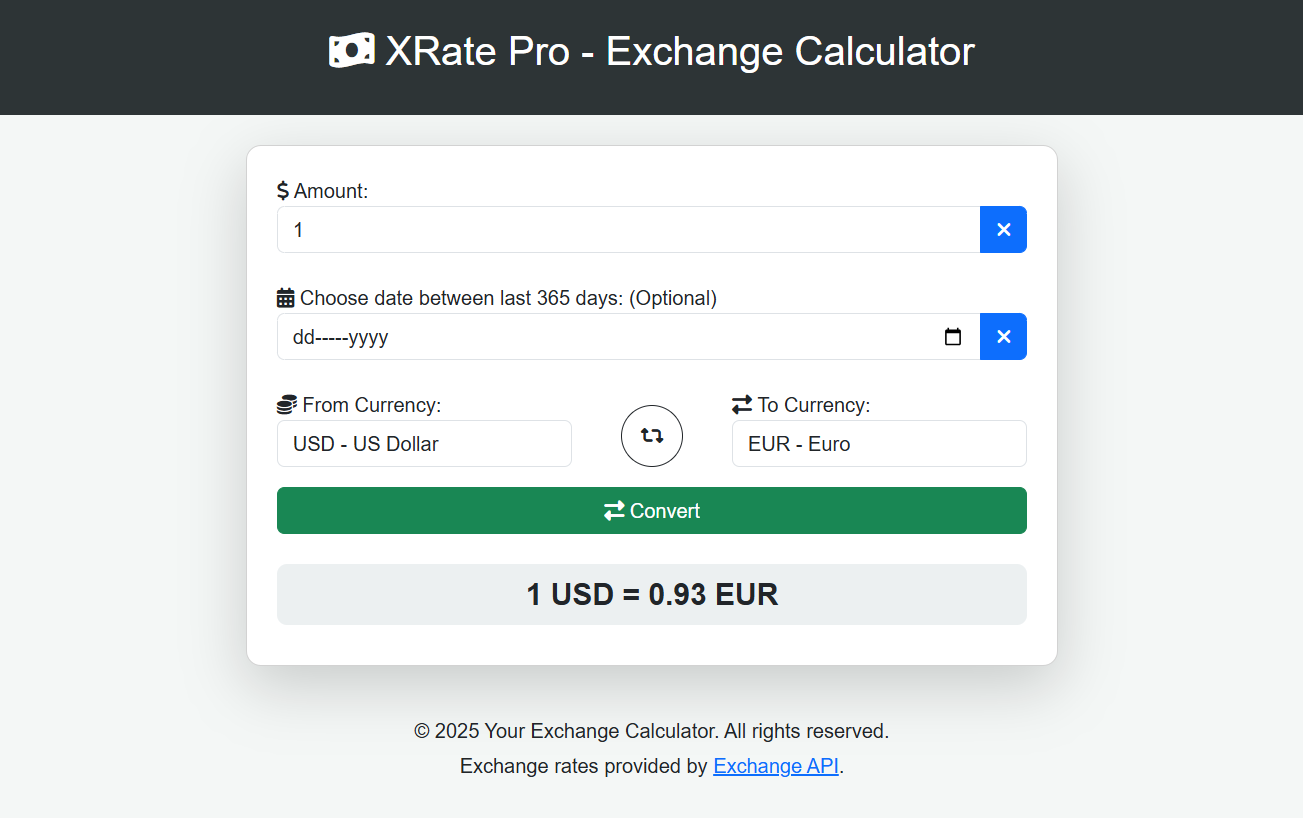 XRate Pro - Exchange Calculator
Amount:
1
Choose date between last 365 days: (Optional)
dd-----yyyy
From Currency:
To Currency:
USD - US Dollar
EUR - Euro
Convert
1 USD = 0.93 EUR
© 2025 Your Exchange Calculator. All rights reserved.
Exchange rates provided by Exchange API.